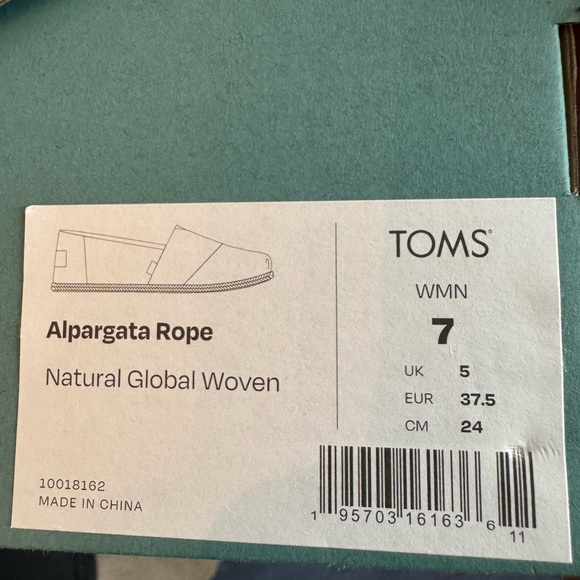 Alpargata Rope
Natural Global Woven
10018162
MADE IN CHINA
TOMS®
WMN
7
UK 5
EUR 37.5
CM 24
1 95703 16163 6 11